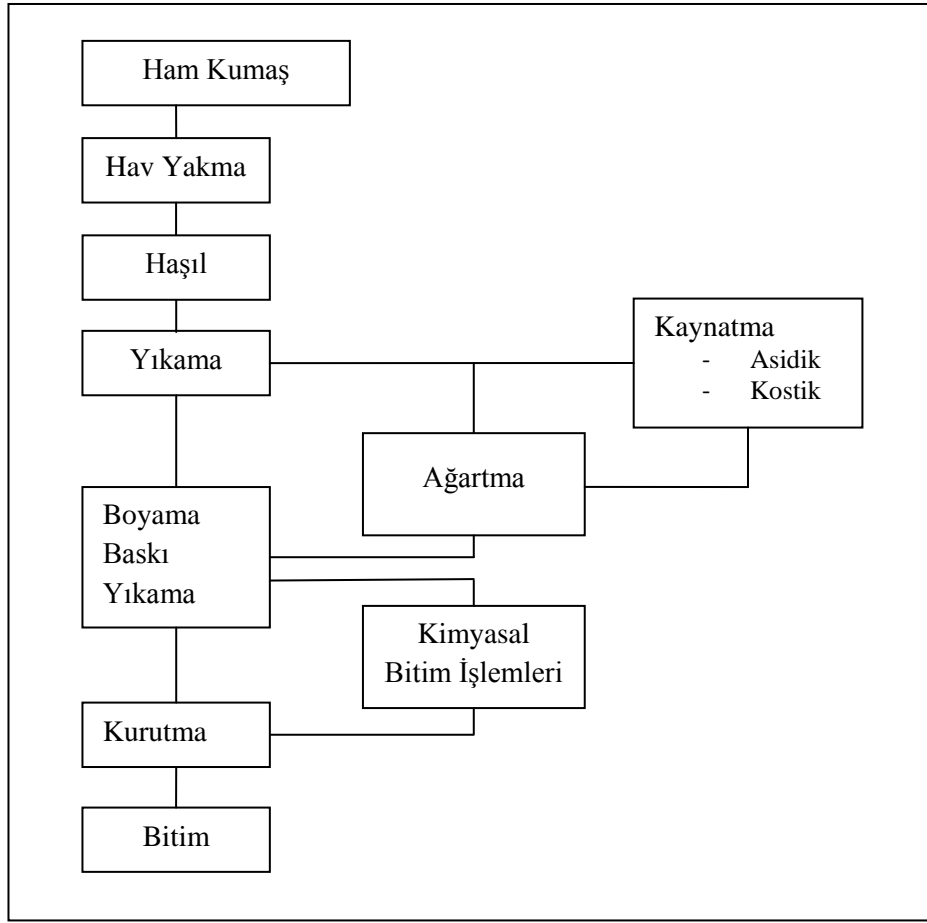 Ham Kumaş
Hav Yakma
Haşıl
Yıkama
Kaynatma
- Asidik
- Kostik
Ağartma
Boyama
Baskı
Yıkama
Kimyasal
Bitim İşlemleri
Kurutma
Bitim